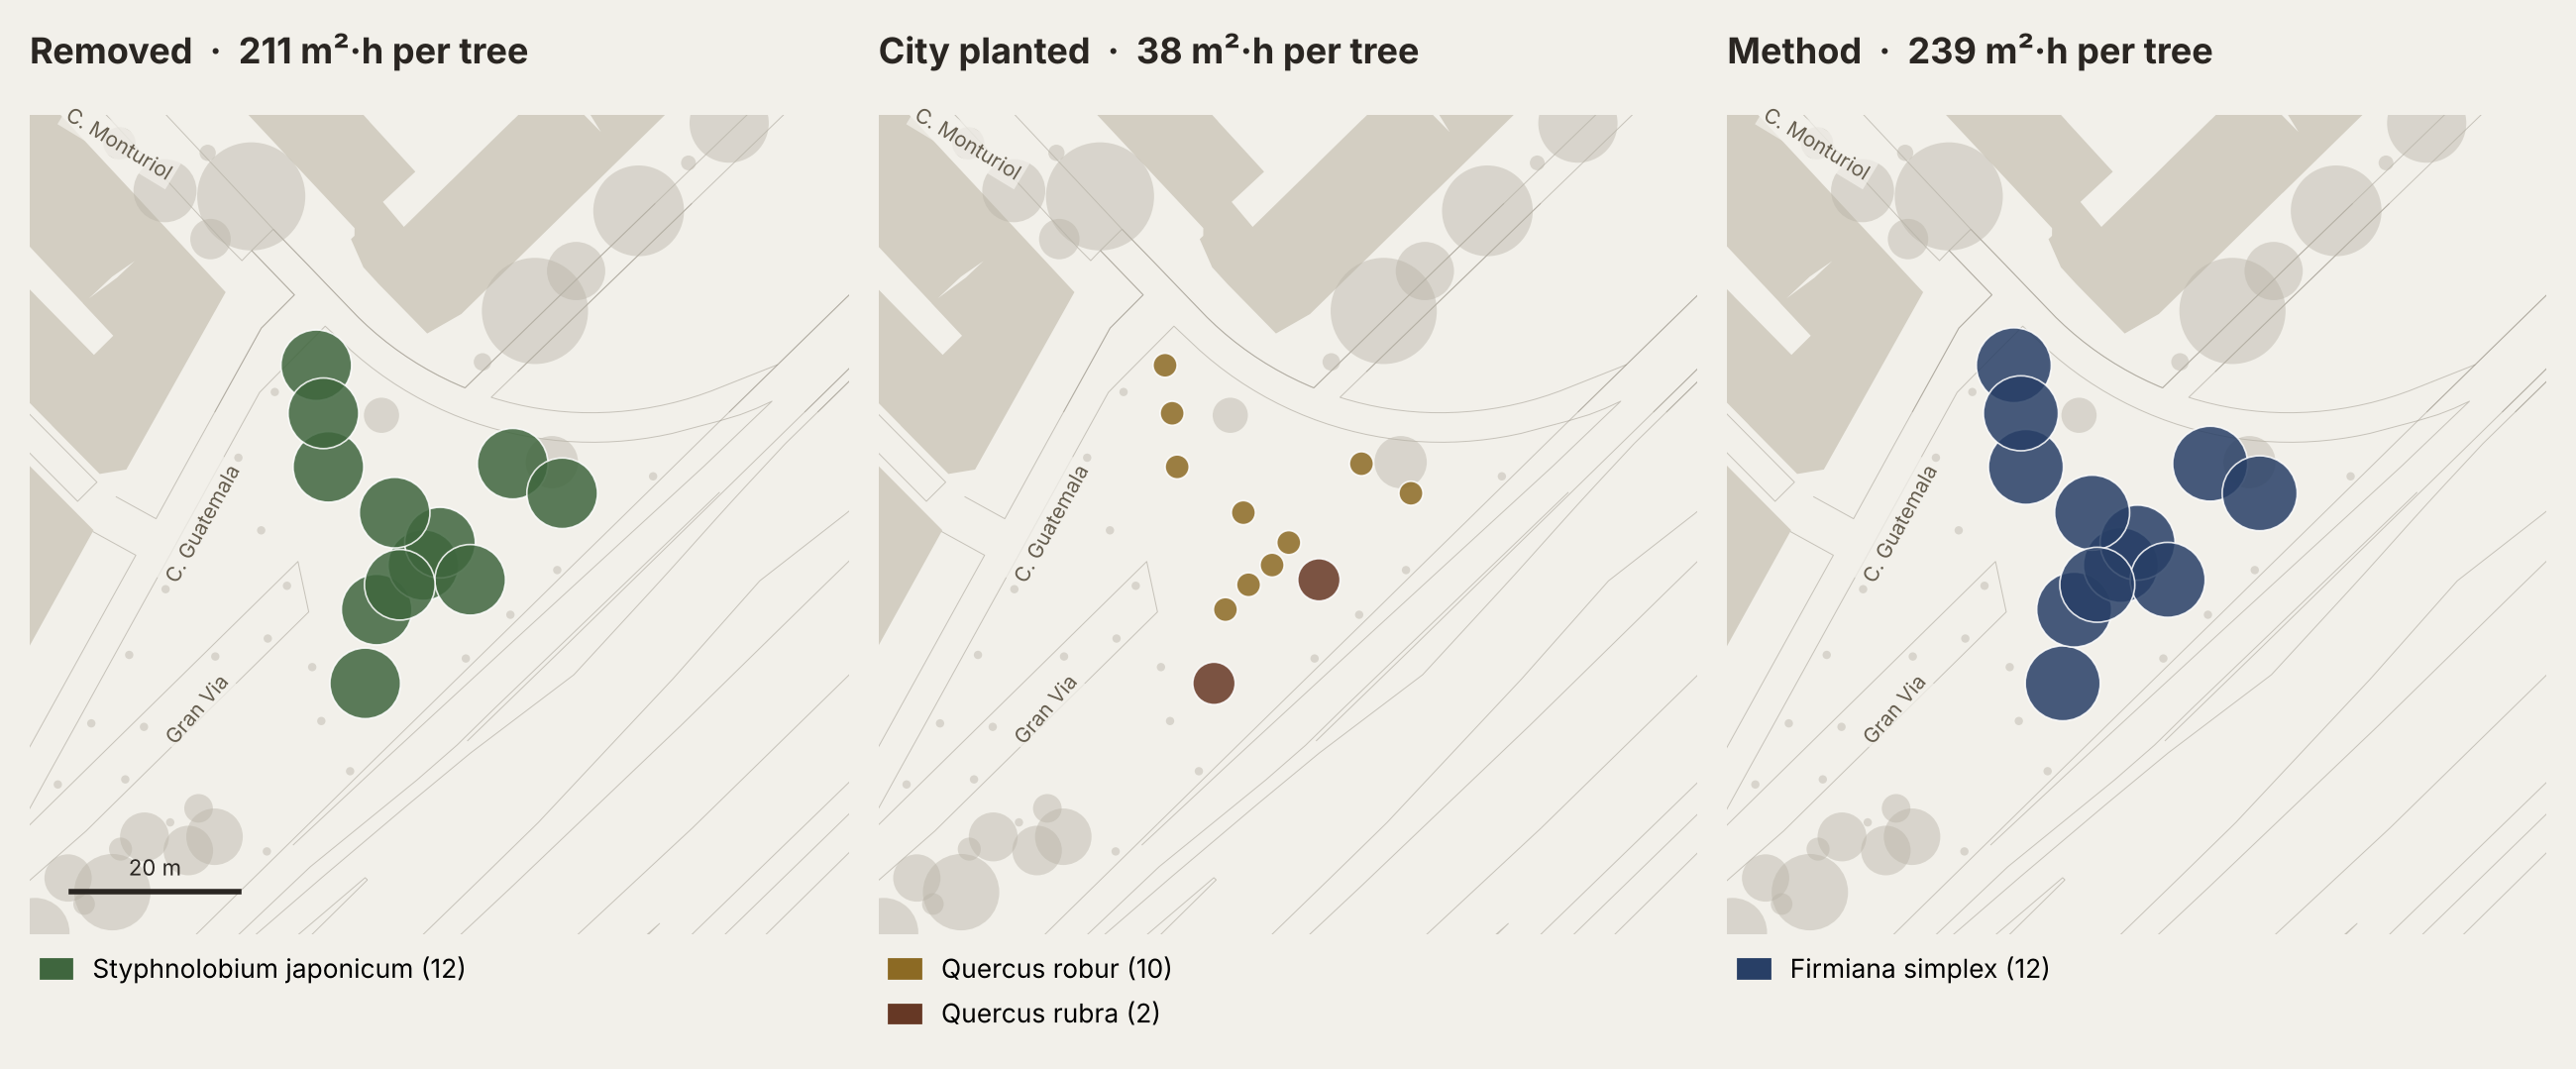 Removed · 211 m²·h per tree
C. Monturiol
C. Guatemala
Gran Via
20 m
Styphnolobium japonicum (12)
City planted · 38 m²·h per tree
C. Monturiol
C. Guatemala
Gran Via
Quercus robur (10)
Quercus rubra (2)
Method · 239 m²·h per tree
C. Monturiol
C. Guatemala
Gran Via
Firmiana simplex (12)